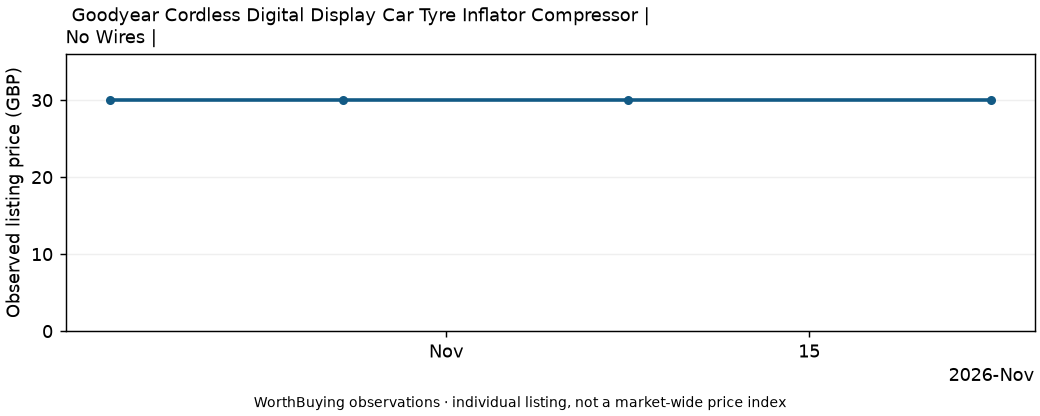 Goodyear Cordless Digital Display Car Tyre Inflator Compressor |
No Wires |
Observed listing price (GBP)
30
20
10
0
Nov
15
2026-Nov
WorthBuying observations · individual listing, not a market-wide price index